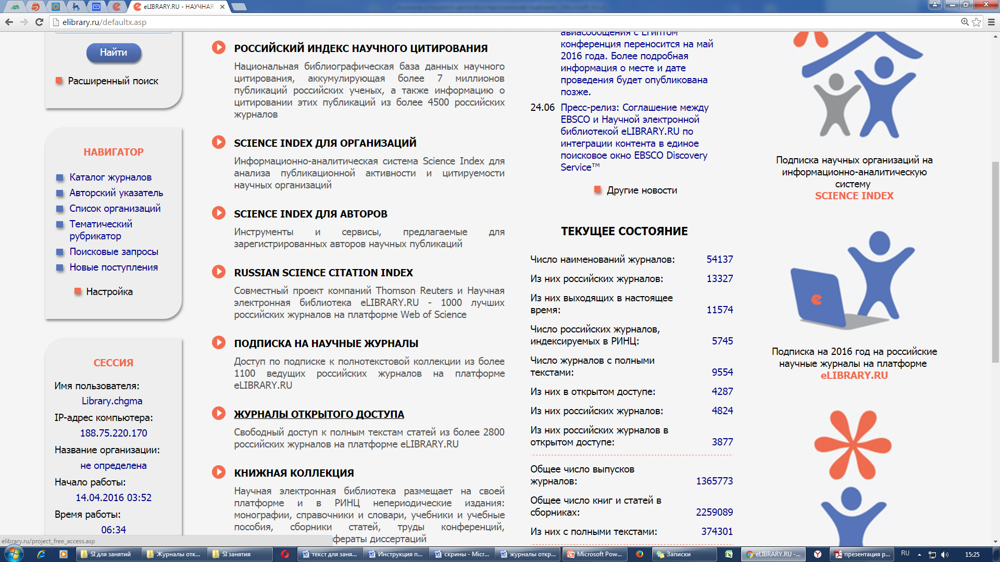 eLIBRARY.RU - НАУЧНАЯ
elibrary.ru/defaultx.asp
Найти
Расширенный поиск
НАВИГАТОР
Каталог журналов
Авторский указатель
Список организаций
Тематический
рубрикатор
Поисковые запросы
Новые поступления
Настройка
СЕССИЯ
Имя пользователя:
Library.chgma
IP-адрес компьютера:
188.75.220.170
Название организации:
не определена
Начало работы:
14.04.2016 03:52
Время работы:
06:34
РОССИЙСКИЙ ИНДЕКС НАУЧНОГО ЦИТИРОВАНИЯ
Национальная библиографическая база данных научного
цитирования, аккумулирующая более 7 миллионов
публикаций российских ученых, а также информацию о
цитировании этих публикаций из более 4500 российских
журналов
SCIENCE INDEX ДЛЯ ОРГАНИЗАЦИЙ
Информационно-аналитическая система Science Index для
анализа публикационной активности и цитируемости
научных организаций
SCIENCE INDEX ДЛЯ АВТОРОВ
Инструменты и сервисы, предлагаемые для
зарегистрированных авторов научных публикаций
RUSSIAN SCIENCE CITATION INDEX
Совместный проект компаний Thomson Reuters и Научная
электронная библиотека eLIBRARY.RU - 1000 лучших
российских журналов на платформе Web of Science
ПОДПИСКА НА НАУЧНЫЕ ЖУРНАЛЫ
Доступ по подписке к полнотекстовой коллекции из более
1100 ведущих российских журналов на платформе
eLIBRARY.RU
ЖУРНАЛЫ ОТКРЫТОГО ДОСТУПА
Свободный доступ к полным текстам статей из более 2800
российских журналов на платформе eLIBRARY.RU
КНИЖНАЯ КОЛЛЕКЦИЯ
Научная электронная библиотека размещает на своей
платформе и в РИНЦ непериодические издания:
монографии, справочники и словари, учебники и учебные
пособия, сборники статей, труды конференций,
фераты диссертаций
авиасообщения с Египтом
конференция переносится на май
2016 года. Более подробная
информация о месте и дате
проведения будет опубликована
позже.
24.06 Пресс-релиз: Соглашение между
EBSCO и Научной электронной
библиотекой eLIBRARY.RU по
интеграции контента в единое
поисковое окно EBSCO Discovery
Service™
Другие новости
ТЕКУЩЕЕ СОСТОЯНИЕ
Число наименований журналов: 54137
Из них российских журналов: 13327
Из них выходящих в настоящее
время: 11574
Число российских журналов,
индексируемых в РИНЦ: 5745
Число журналов с полными
текстами: 9554
Из них в открытом доступе: 4287
Из них российских журналов: 4824
Из них российских журналов в
открытом доступе: 3877
Общее число выпусков
журналов: 1365773
Общее число книг и статей в
сборниках: 2259089
Из них с полными текстами: 374301
Подписка научных организаций на
информационно-аналитическую
систему
SCIENCE INDEX
Подписка на 2016 год на российские
научные журналы на платформе
eLIBRARY.RU
elibrary.ru/project_free_access.asp
SI для занятий
Журналы отк...
SI занятия
текст для заня...
Инструкция п...
скрины - Micr...
журналы откр...
Microsoft Pow...
Записки
eLIBRARY.RU -...
презентация р...
RU
15:25